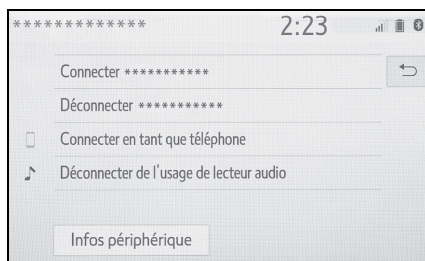 ************* 2:23
Connecter ***********
Déconnecter ***********
Connecter en tant que téléphone
Déconnecter de l'usage de lecteur audio
Infos périphérique